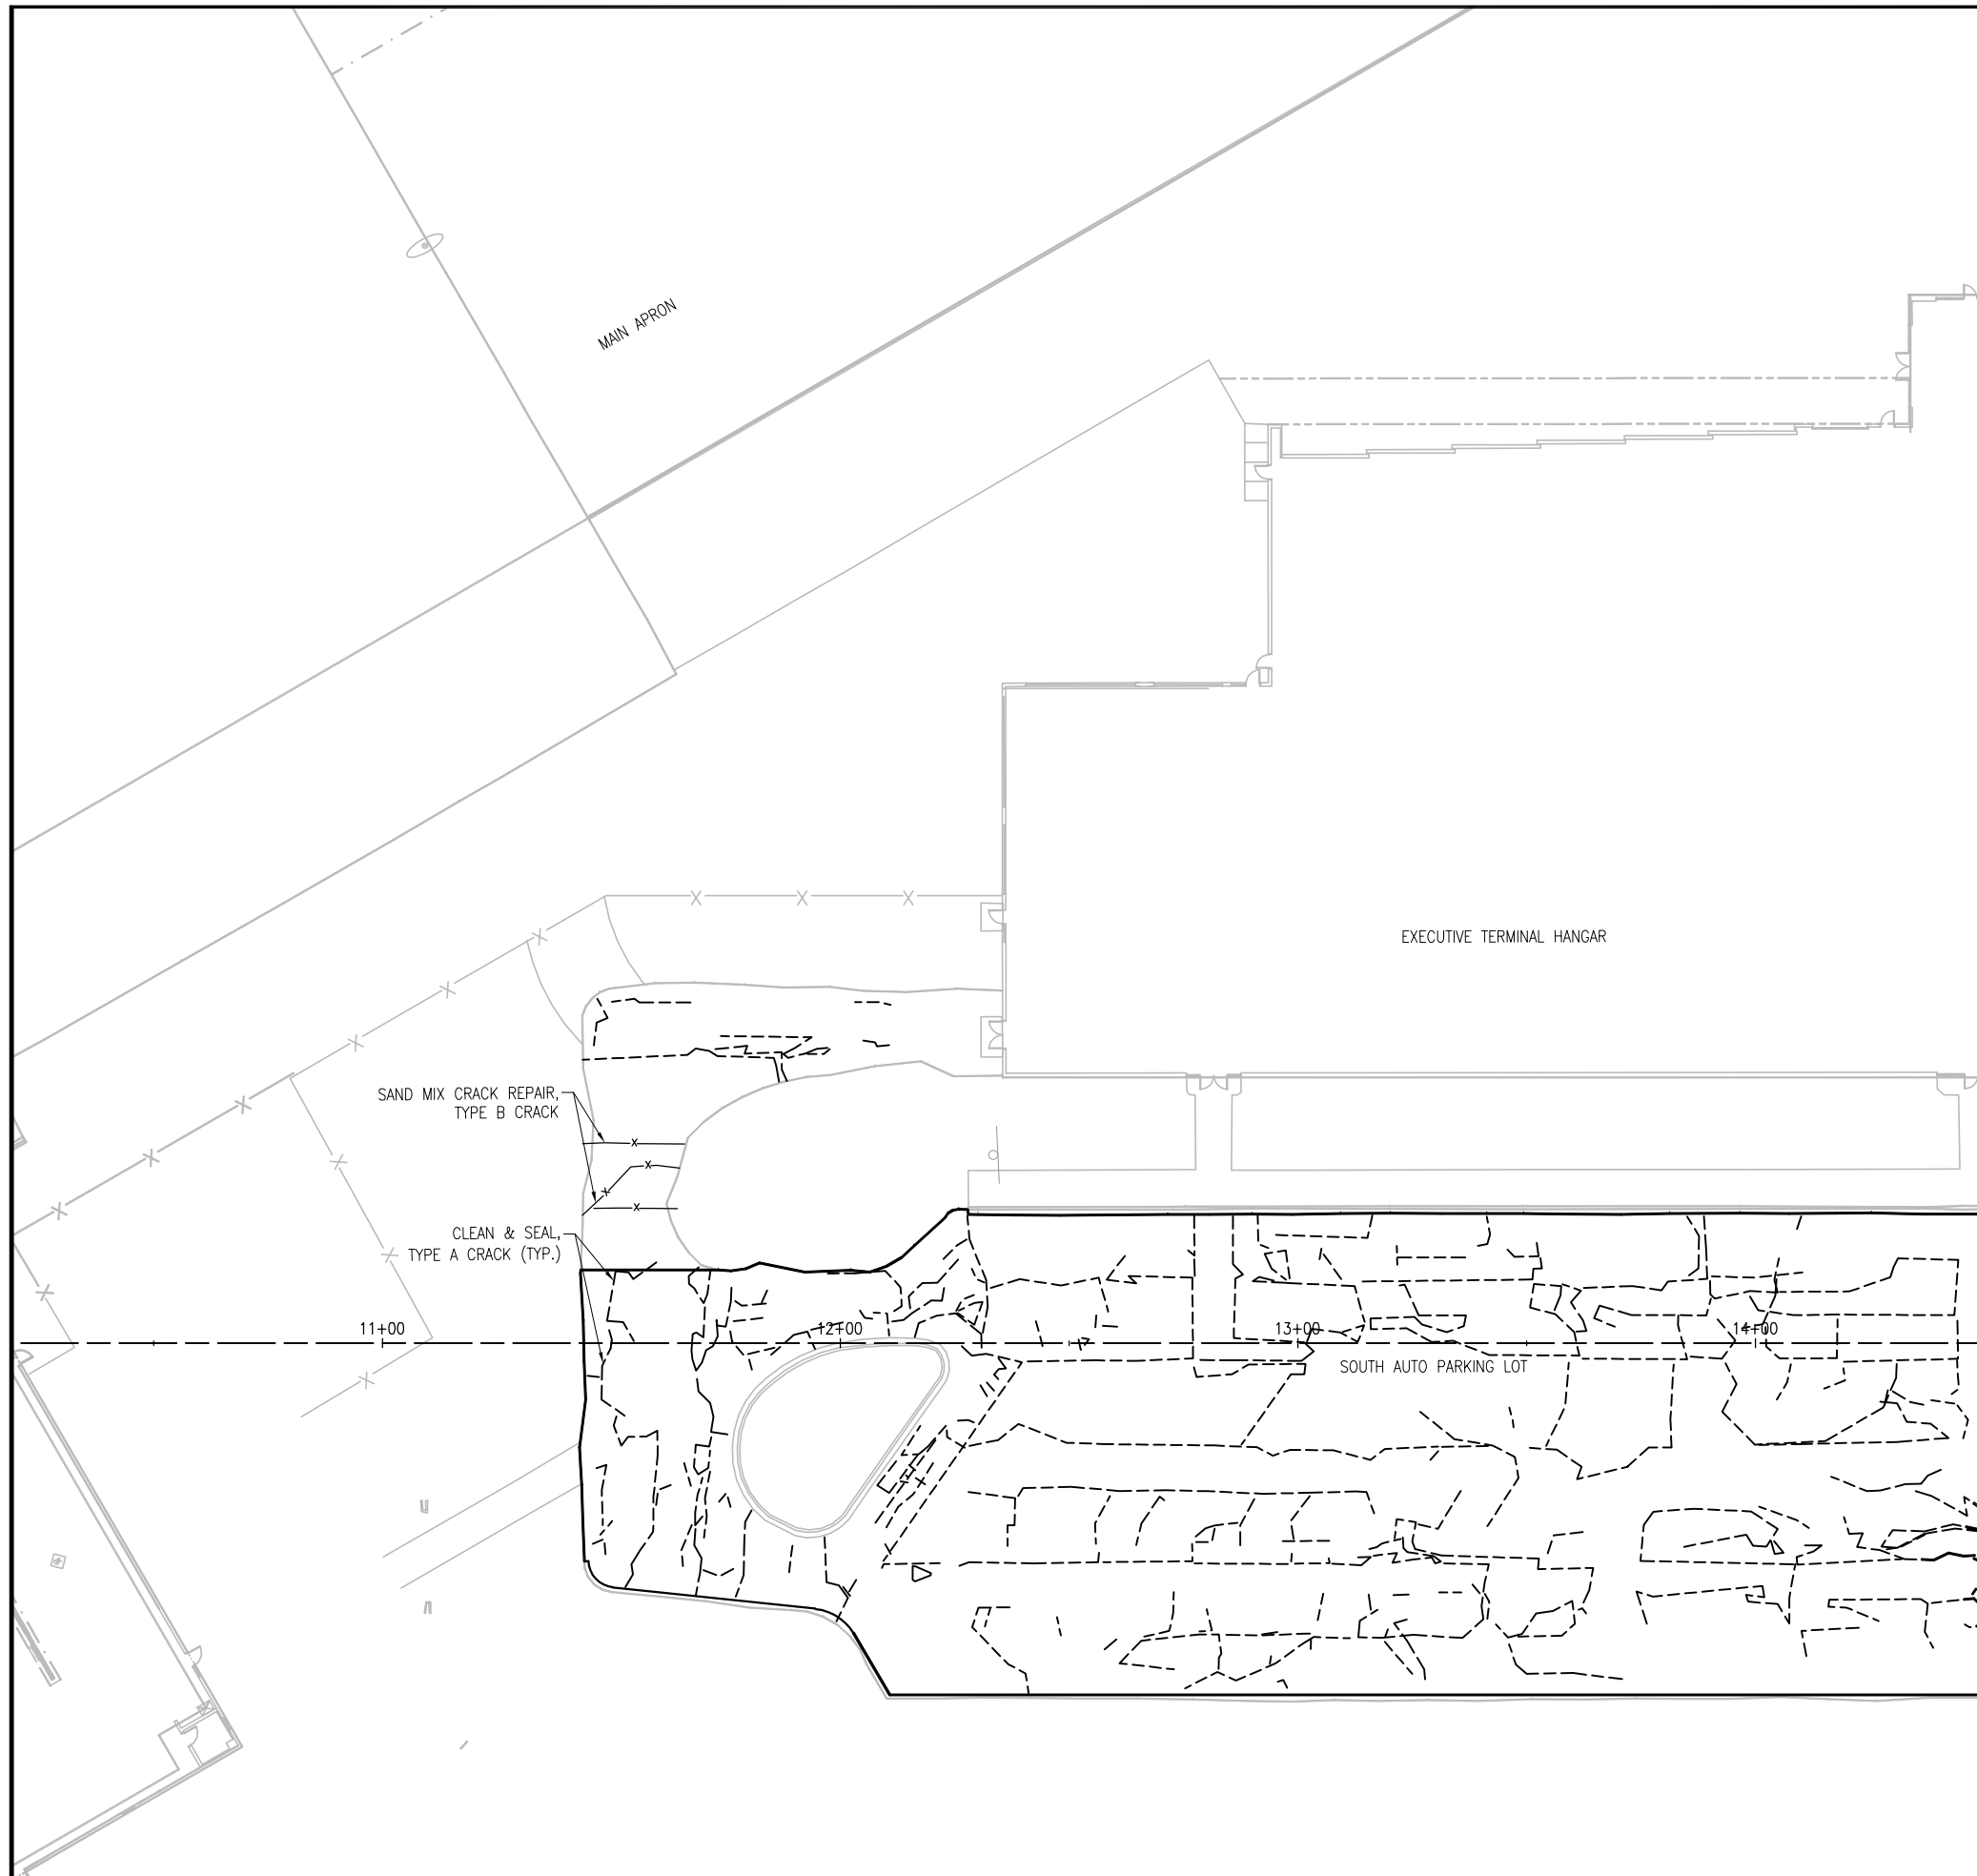 MAIN APRON
EXECUTIVE TERMINAL HANGAR
SAND MIX CRACK REPAIR,
TYPE B CRACK
CLEAN & SEAL,
TYPE A CRACK (TYP.)
11+00
12+00
13+00
14+00
SOUTH AUTO PARKING LOT